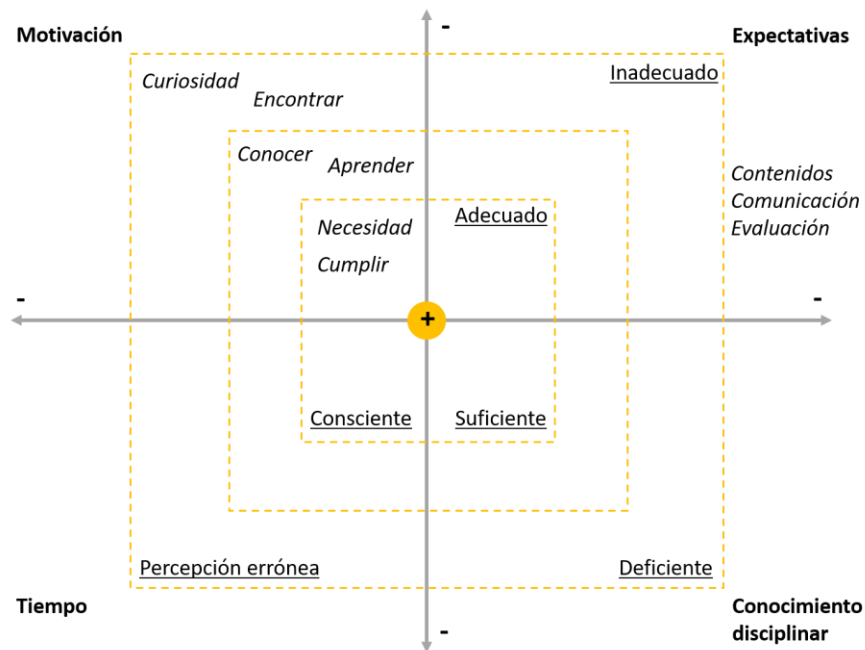 Motivación
-
Expectativas
Curiosidad
Encontrar
Inadecuado
Conocer
Aprender
Contenidos
Comunicación
Evaluación
Necesidad
Cumplir
Adecuado
-
+
-
Consciente
Suficiente
Percepción errónea
Deficiente
Tiempo
-
Conocimiento
disciplinar